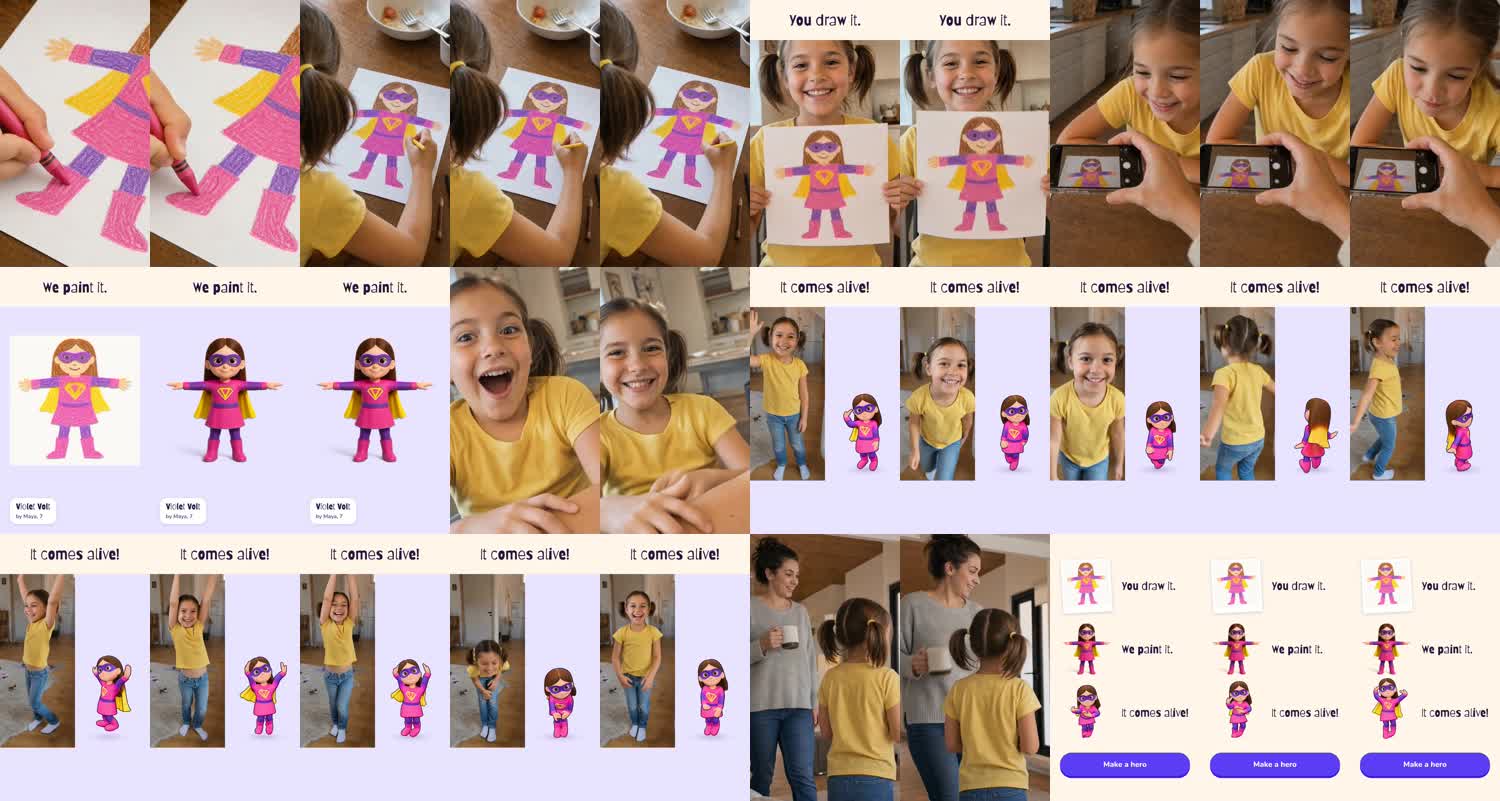 You draw it.
You draw it.
We paint it.
We paint it.
We paint it.
It comes alive!
It comes alive!
It comes alive!
It comes alive!
It comes alive!
Violet Volt
by Maya, 7
Violet Volt
by Maya, 7
Violet Volt
by Maya, 7
It comes alive!
It comes alive!
It comes alive!
It comes alive!
It comes alive!
You draw it.
You draw it.
You draw it.
We paint it.
We paint it.
We paint it.
It comes alive!
It comes alive!
It comes alive!
Make a hero
Make a hero
Make a hero